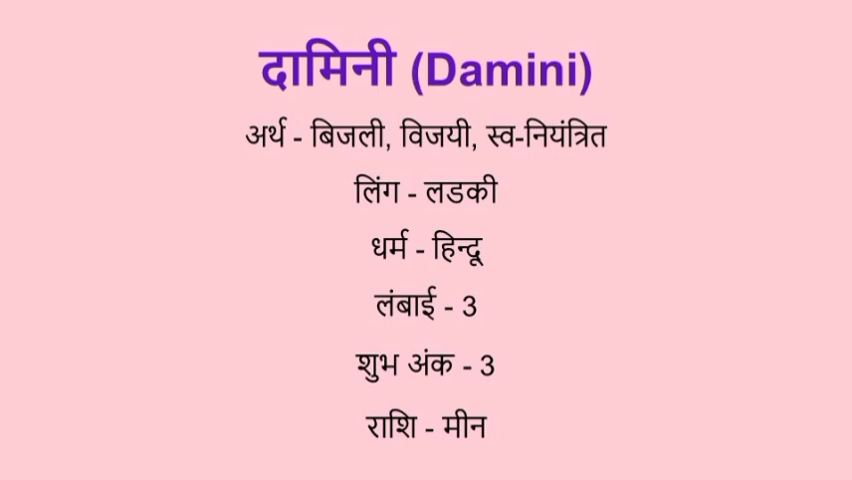 दामिनी (Damini)
अर्थ - बिजली, विजयी, स्व-नियंत्रित
लिंग - लडकी
धर्म - हिन्दू
लंबाई - 3
शुभ अंक - 3
राशि - मीन